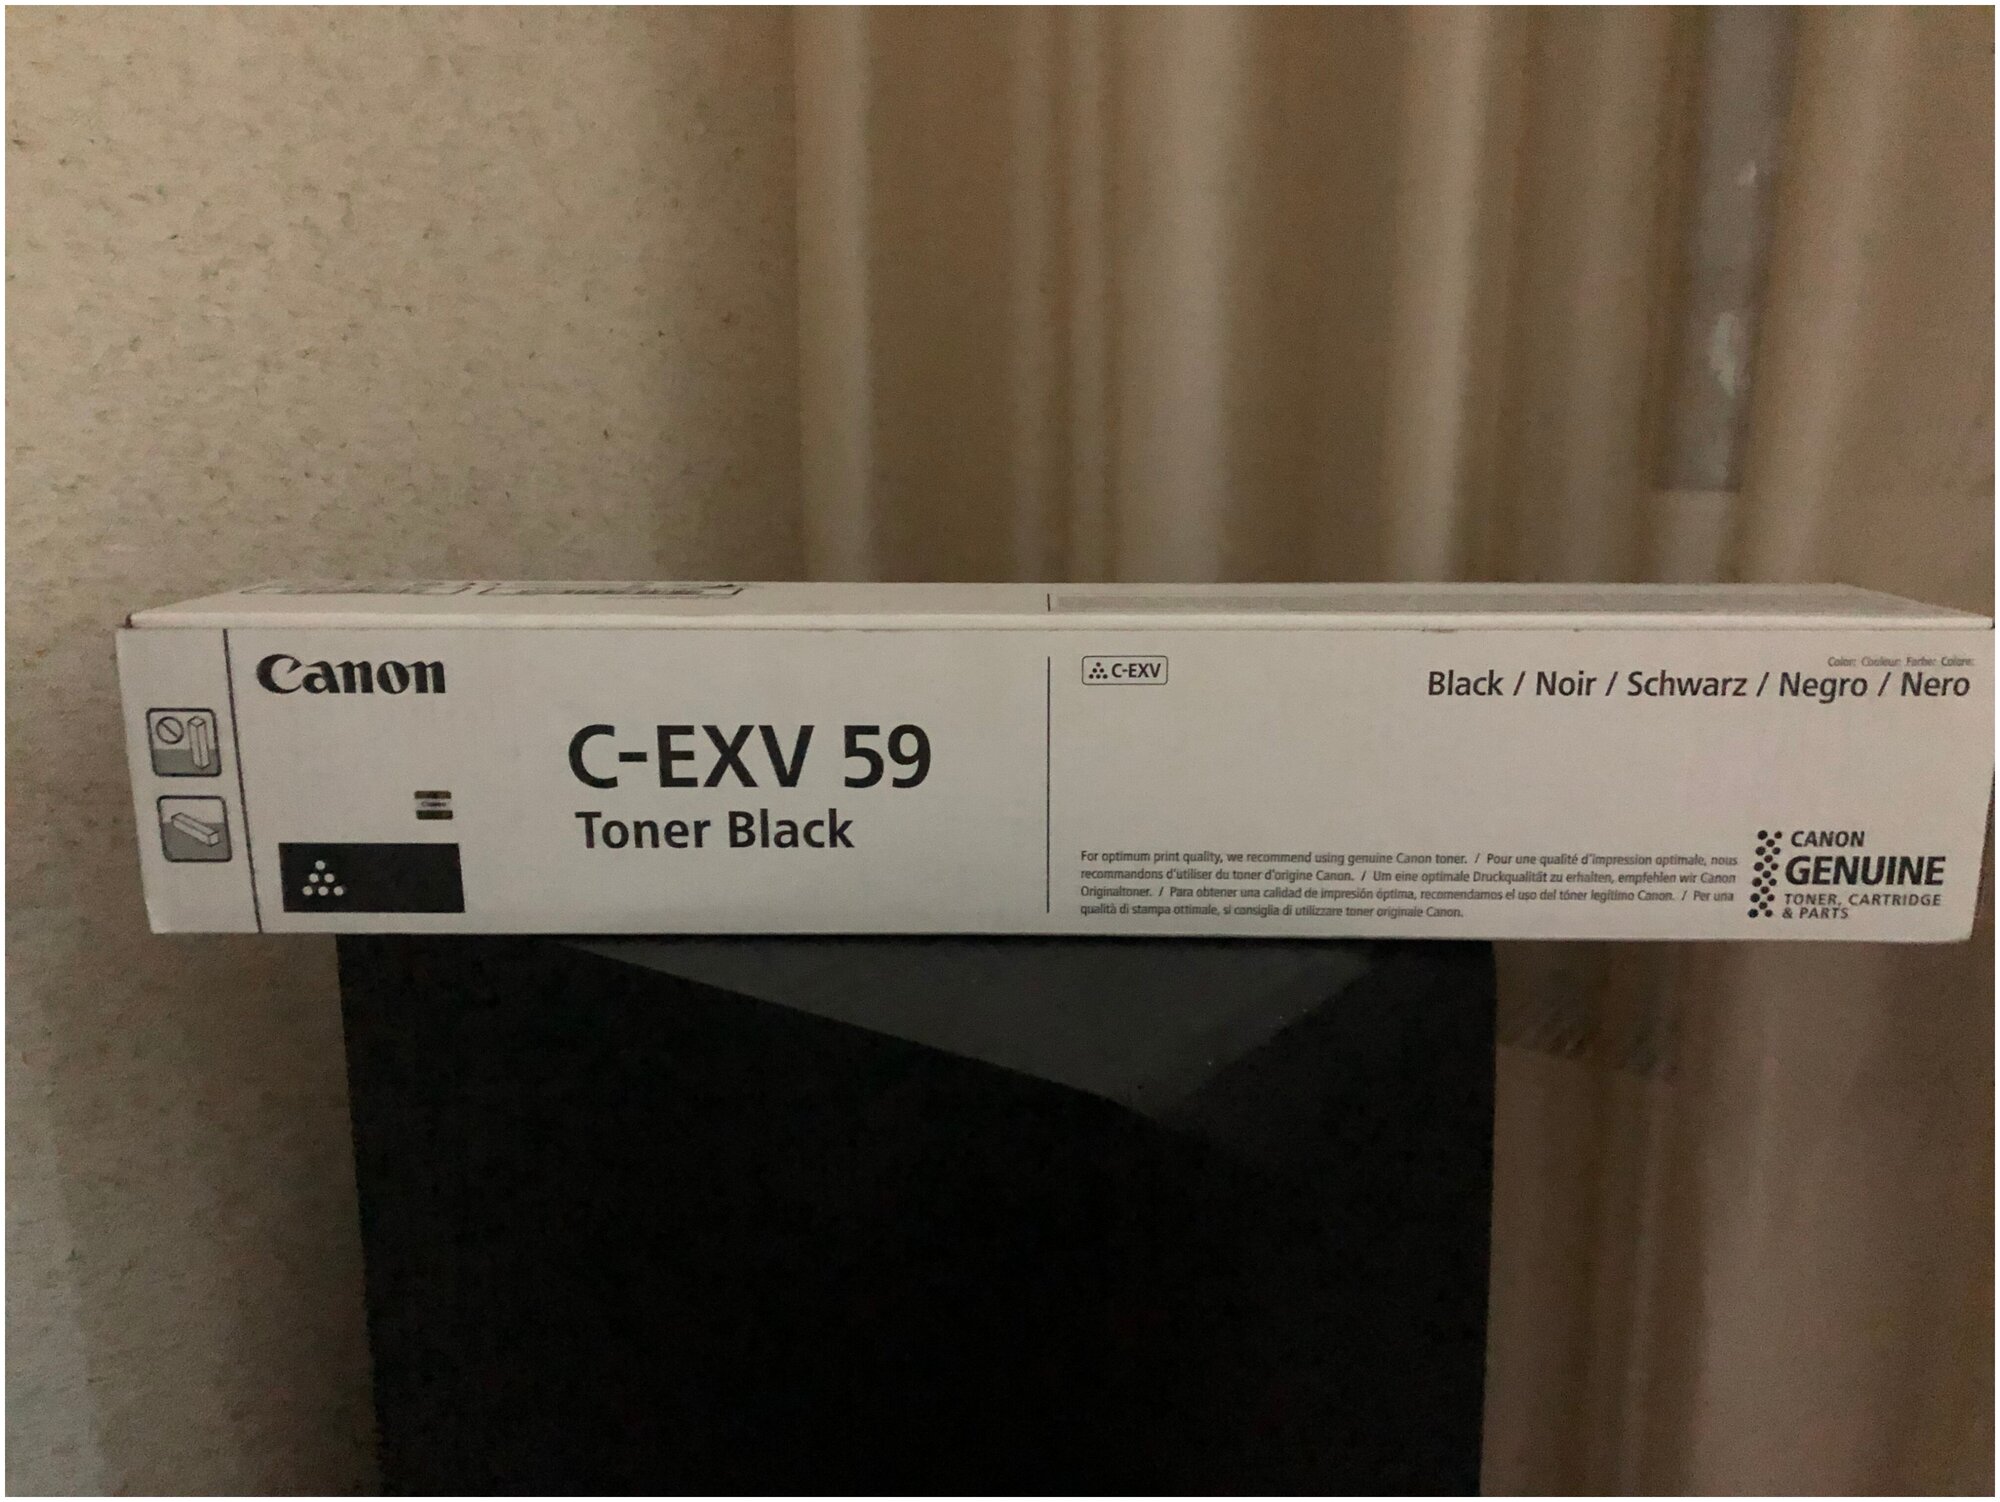 Canon
C-EXV 59
Toner Black
C-EXV
Color: Couleur: Farbe: Colore:
Black / Noir / Schwarz / Negro / Nero
For optimum print quality, we recommend using genuine Canon toner. / Pour une qualité d'impression optimale, nous
recommandons d'utiliser du toner d'origine Canon. / Um eine optimale Druckqualität zu erhalten, empfehlen wir Canon
Originaltoner. / Para obtener una calidad de impresión óptima, recomendamos el uso del tóner legítimo Canon. / Per una
qualità di stampa ottimale, si consiglia di utilizzare toner originale Canon.
CANON
GENUINE
TONER, CARTRIDGE
& PARTS